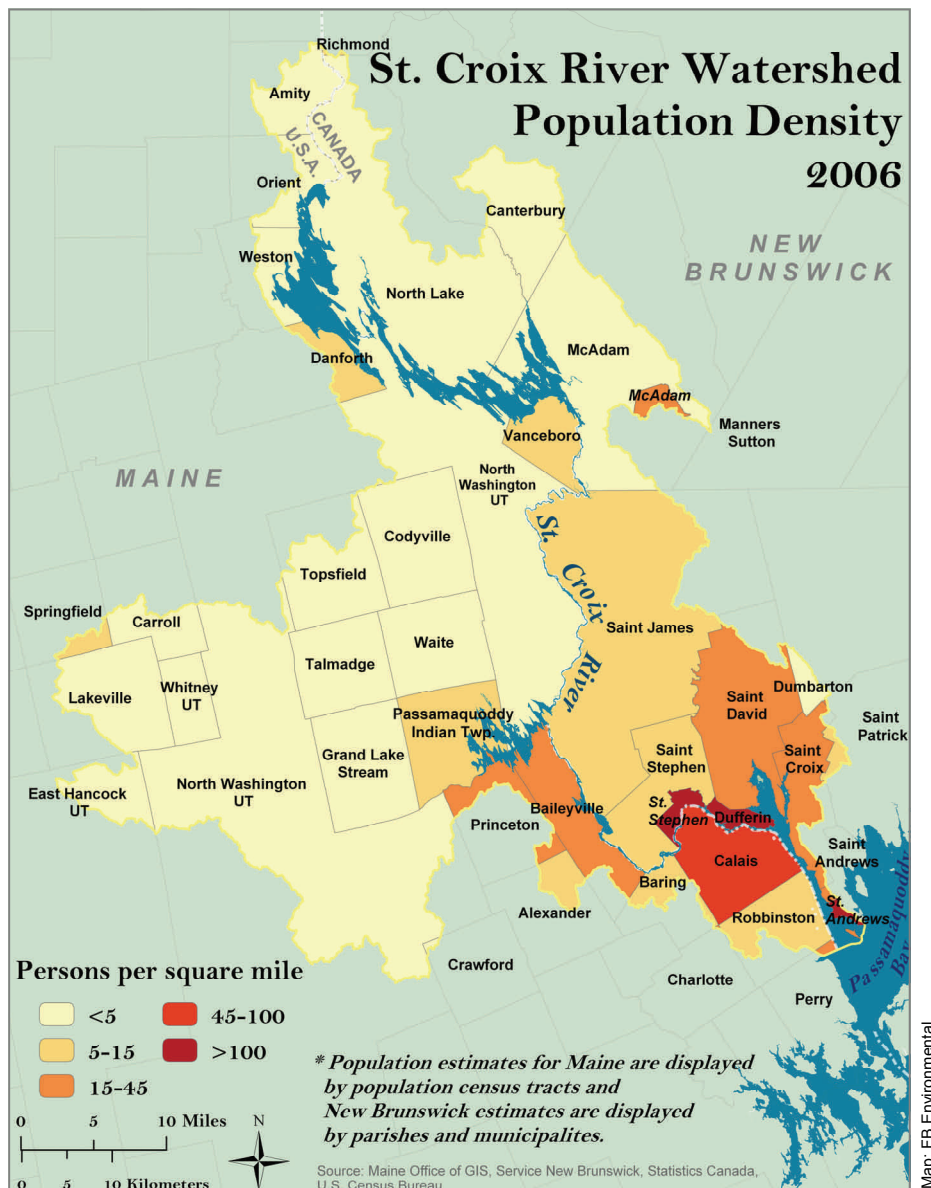 St. Croix River Watershed
Population Density
2006
Richmond
Amity
CANADA
U.S.A.
Orient
Canterbury
NEW
BRUNSWICK
Weston
North Lake
Danforth
McAdam
McAdam
Manners
Sutton
Vanceboro
MAINE
North
Washington
UT
St. Croix River
Codyville
Topsfield
Springfield
Carroll
Saint James
Waite
Talmadge
Whitney
UT
Lakeville
Dumbarton
Saint
David
Saint
Patrick
Passamaquoddy
Indian Twp.
Saint
Stephen
Saint
Croix
Grand Lake
Stream
North Washington
UT
East Hancock
UT
Baileyville
St.
Stephen
Dufferin
Princeton
Saint
Andrews
Calais
Baring
St.
Andrews
Alexander
Robbinston
Passamaquoddy
Bay
Crawford
Charlotte
Perry
Persons per square mile
<5
45-100
5-15
>100
15-45
* Population estimates for Maine are displayed
by population census tracts and
New Brunswick estimates are displayed
by parishes and municipalites.
0 5 10 Miles
N
0 5 10 Kilometers
Source: Maine Office of GIS, Service New Brunswick, Statistics Canada,
U.S. Census Bureau
Map: FB Environmental